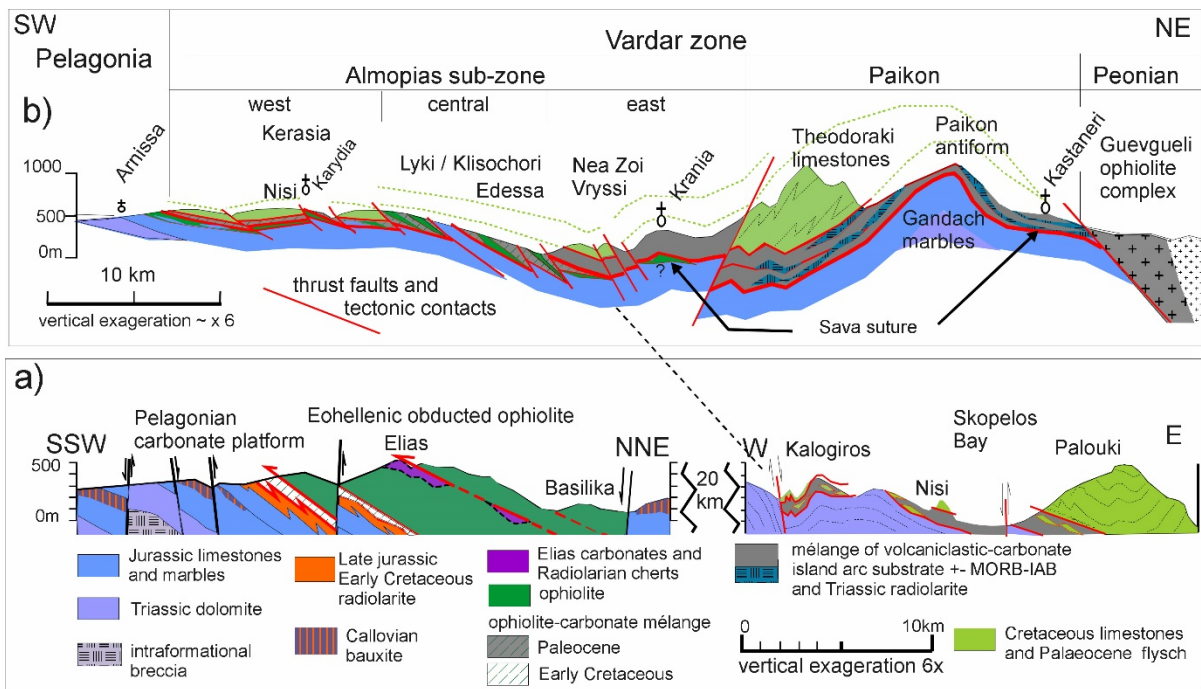 SW
NE
Pelagonia
Vardar zone
Almopias sub-zone
Paikon
Peonian
west
central
east
b)
Arnissa
Kerasia
Nisi
Karydia
Lyki / Klisochori
Edessa
Nea Zoi
Vryssi
Krania
Theodoraki
limestones
Paikon
antiform
Kastaneri
Guevgueli
ophiolite
complex
1000
500
0m
Gandach
marbles
?
10 km
vertical exageration ~ x 6
thrust faults and
tectonic contacts
Sava suture
a)
SSW
Pelagonian
carbonate platform
Eohellenic obducted ophiolite
Elias
NNE
Basilika
500
0m
20
km
W
Kalogiros
Nisi
Skopelos
Bay
Palouki
E
Jurassic limestones
and marbles
Triassic dolomite
intraformational
breccia
Late jurassic
Early Cretaceous
radiolarite
Callovian
bauxite
Elias carbonates and
Radiolarian cherts
ophiolite
ophiolite-carbonate mélange
Paleocene
Early Cretaceous
mélange of volcaniclastic-carbonate
island arc substrate +- MORB-IAB
and Triassic radiolarite
0
10km
vertical exageration 6x
Cretaceous limestones
and Palaeocene flysch